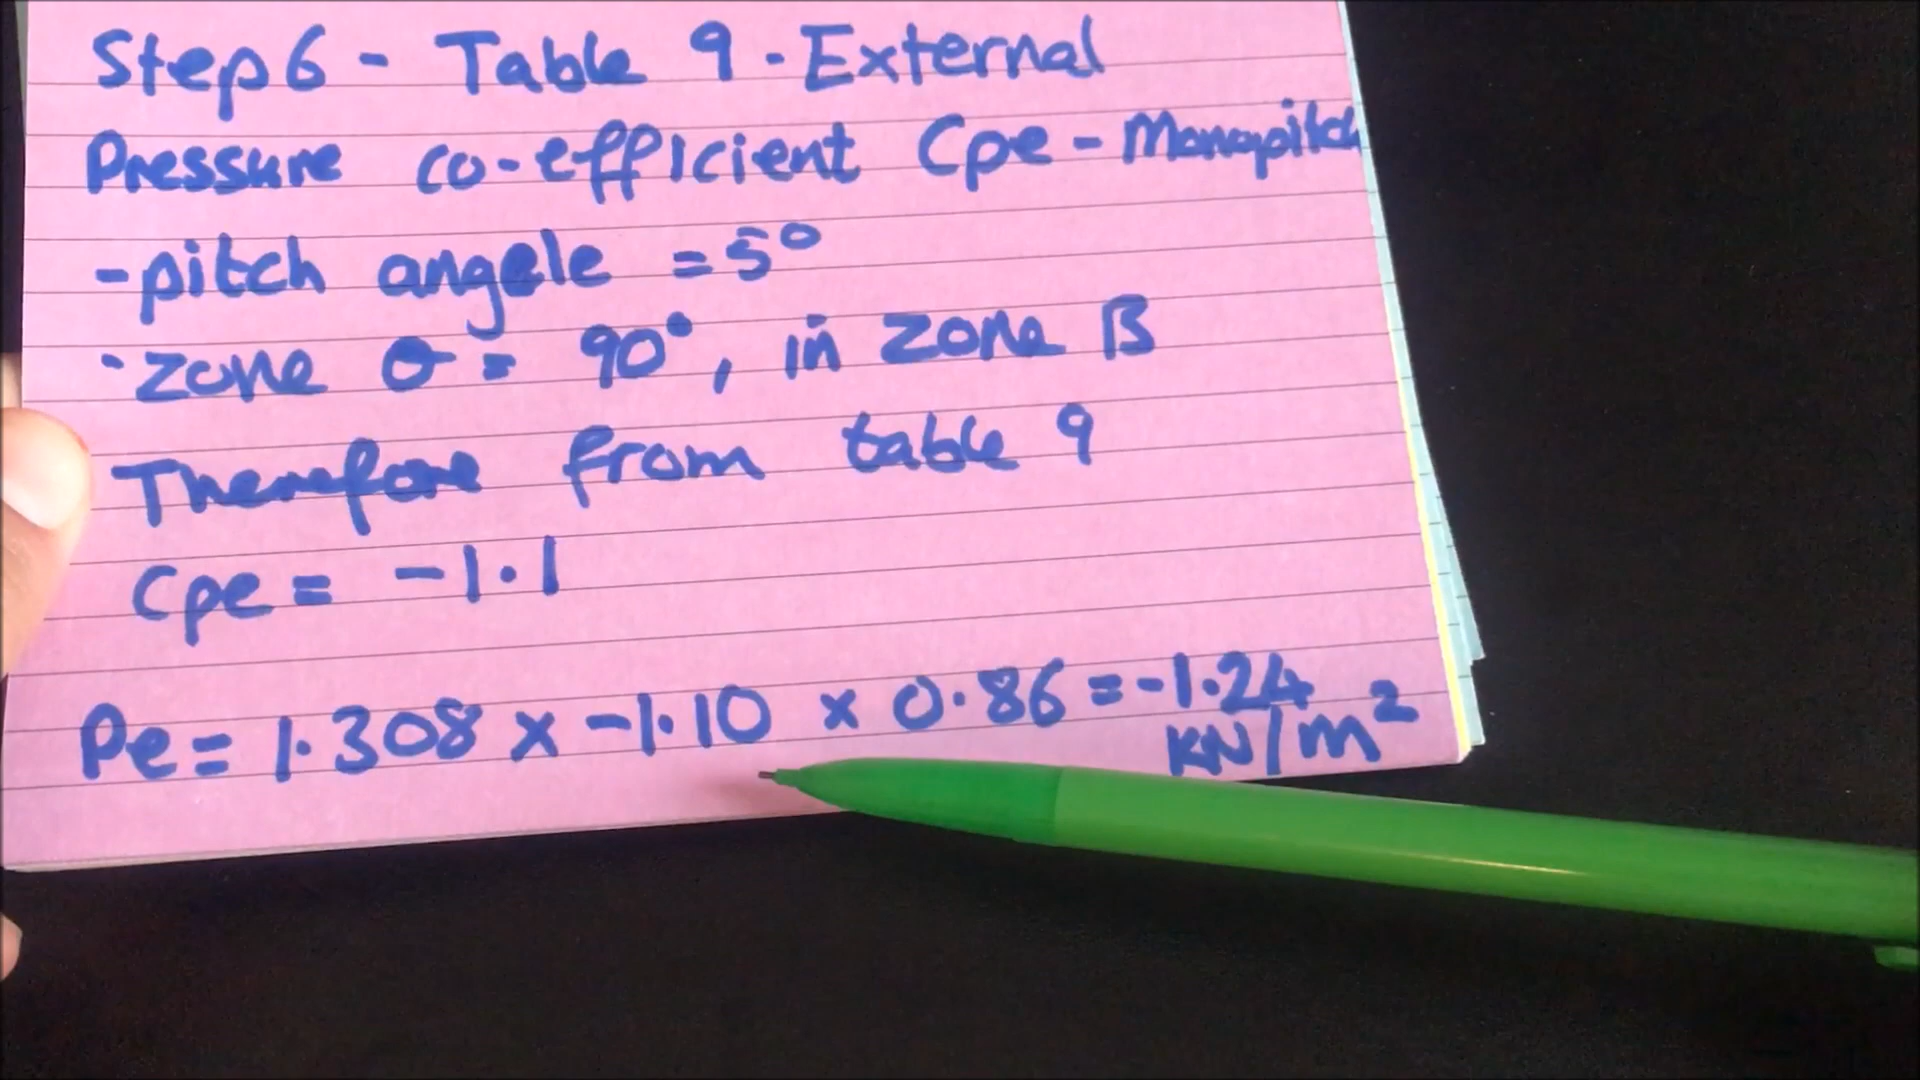 Step 6 - Table 9 - External
Pressure co-efficient Cpe - Monopitch
- pitch angele = 5°
- zone θ = 90°, in zone B
Therefore from table 9
Cpe = -1.1
Pe = 1.308 x -1.10 x 0.86 = -1.24
KN/m²